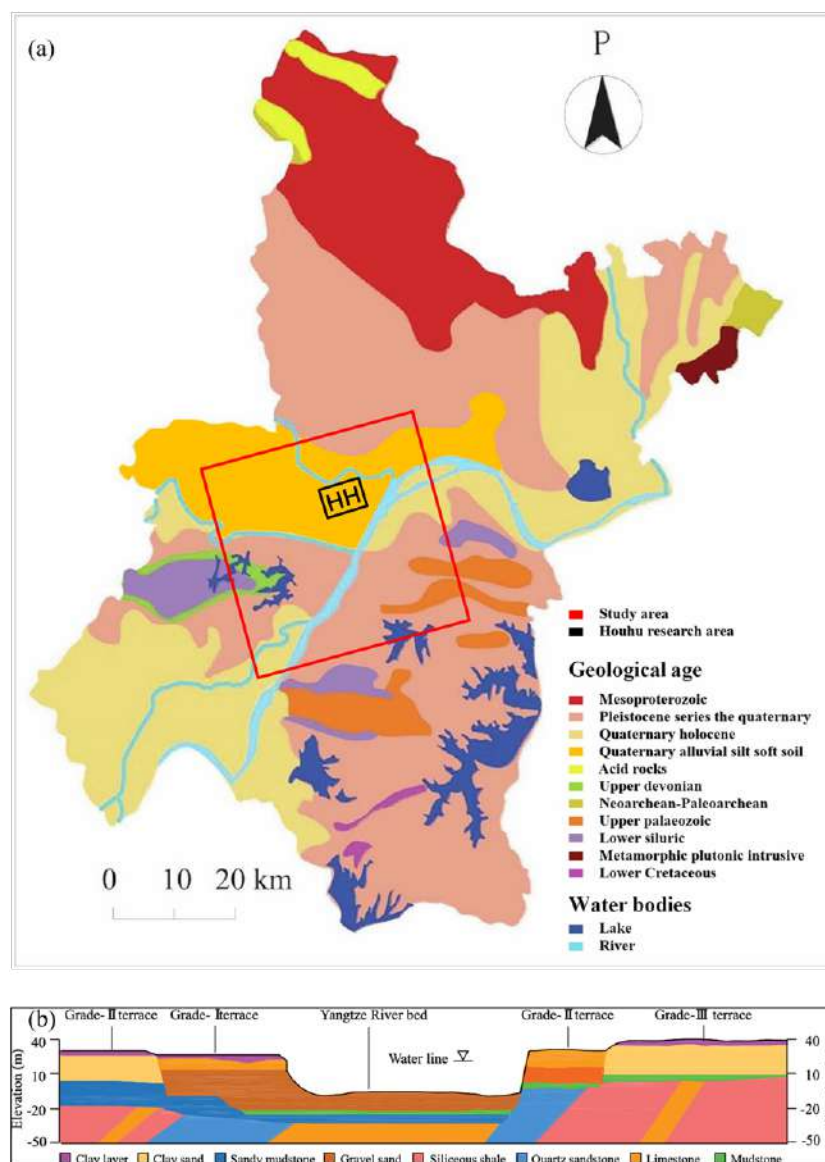 (a)
P
HH
Study area
Houhu research area
Geological age
Mesoproterozoic
Pleistocene series the quaternary
Quaternary holocene
Quaternary alluvial silt soft soil
Acid rocks
Upper devonian
Neoarchean-Paleoarchean
Upper palaeozoic
Lower siluric
Metamorphic plutonic intrusive
Lower Cretaceous
0 10 20 km
Water bodies
Lake
River
(b)
Grade-Ⅱ terrace Grade-Ⅰterrace Yangtze River bed Grade-Ⅱ terrace Grade-Ⅲ terrace
Elevation (m)
40 Water line 40
10 10
-20 -20
-50 -50
Clay layer Clay sand Sandy mudstone Gravel sand Siliceous shale Quartz sandstone Limestone Mudstone